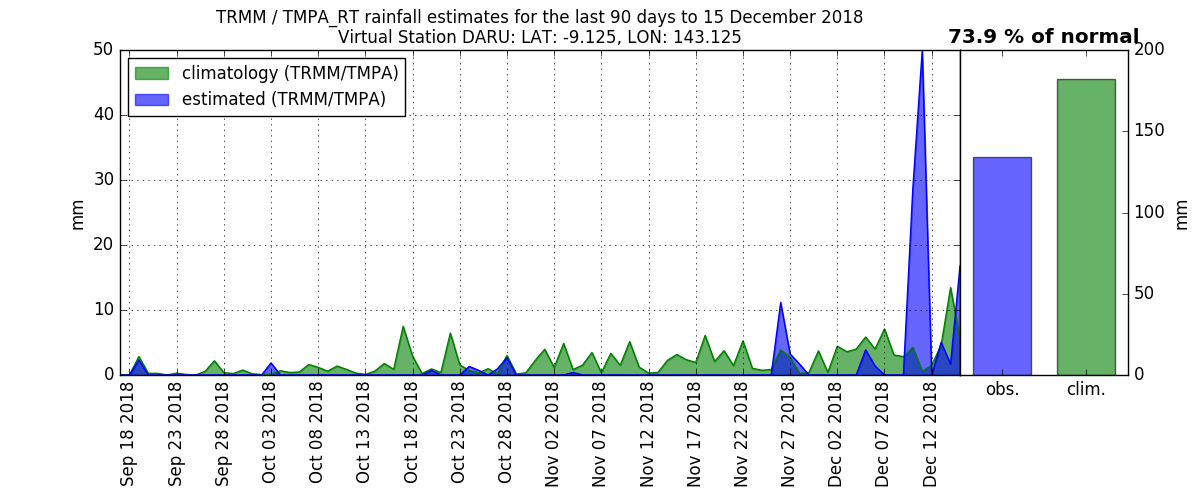 TRMM / TMPA_RT rainfall estimates for the last 90 days to 15 December 2018
Virtual Station DARU: LAT: -9.125, LON: 143.125
73.9 % of normal
climatology (TRMM/TMPA)
estimated (TRMM/TMPA)
50
40
30
20
10
0
mm
200
150
100
50
0
mm
Sep 18 2018
Sep 23 2018
Sep 28 2018
Oct 03 2018
Oct 08 2018
Oct 13 2018
Oct 18 2018
Oct 23 2018
Oct 28 2018
Nov 02 2018
Nov 07 2018
Nov 12 2018
Nov 17 2018
Nov 22 2018
Nov 27 2018
Dec 02 2018
Dec 07 2018
Dec 12 2018
obs.
clim.